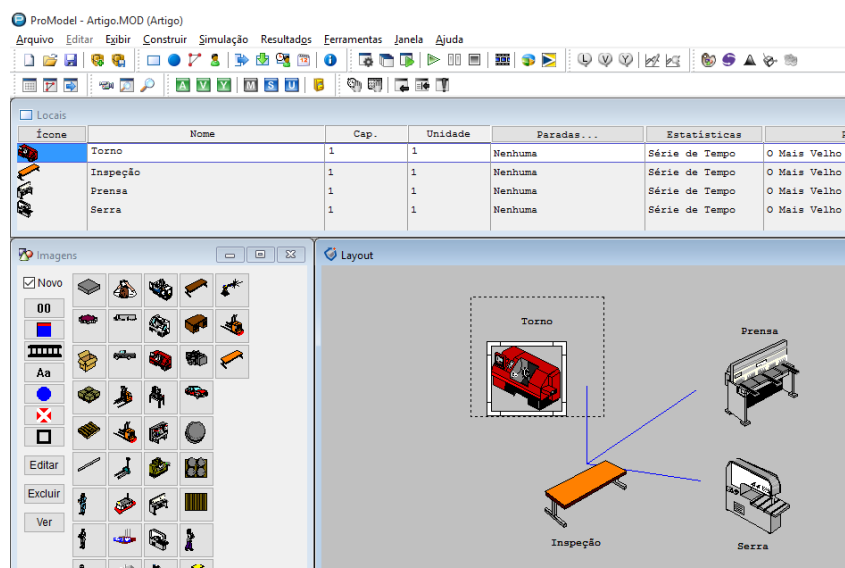 ProModel - Artigo.MOD (Artigo)
Arquivo Editar Exibir Construir Simulação Resultados Ferramentas Janela Ajuda
Locais
Ícone Nome Cap. Unidade Paradas... Estatísticas
Torno 1 1 Nenhuma Série de Tempo O Mais Velho
Inspeção 1 1 Nenhuma Série de Tempo O Mais Velho
Prensa 1 1 Nenhuma Série de Tempo O Mais Velho
Serra 1 1 Nenhuma Série de Tempo O Mais Velho
Imagens
Layout
Novo
00
Aa
Editar
Excluir
Ver
Torno
Prensa
Inspeção
Serra